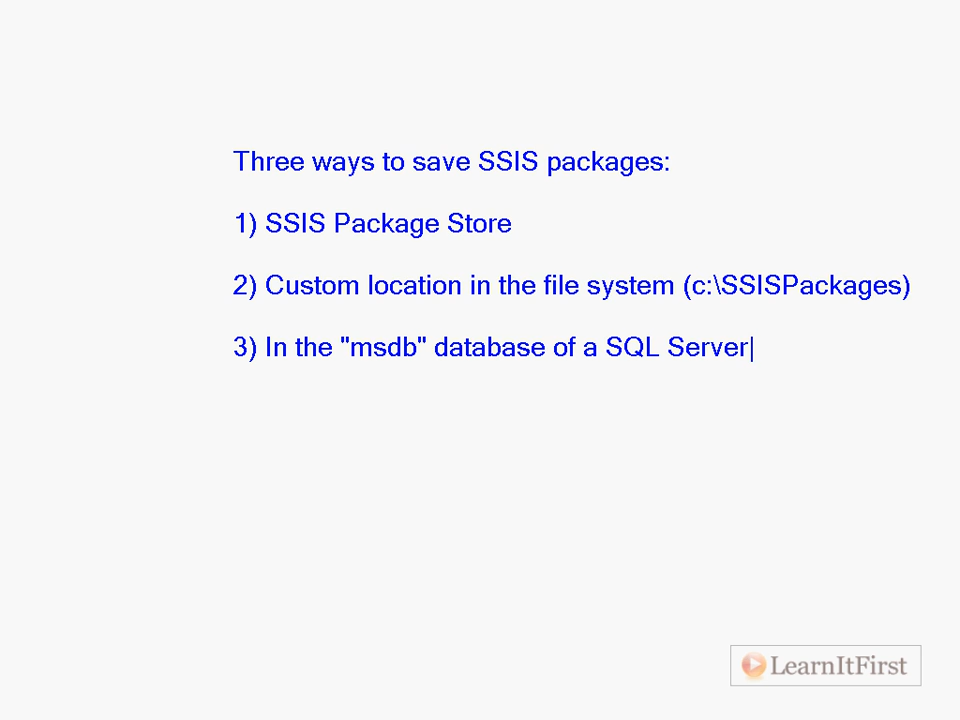 Three ways to save SSIS packages:
1) SSIS Package Store
2) Custom location in the file system (c:\SSISPackages)
3) In the "msdb" database of a SQL Server
LearnItFirst